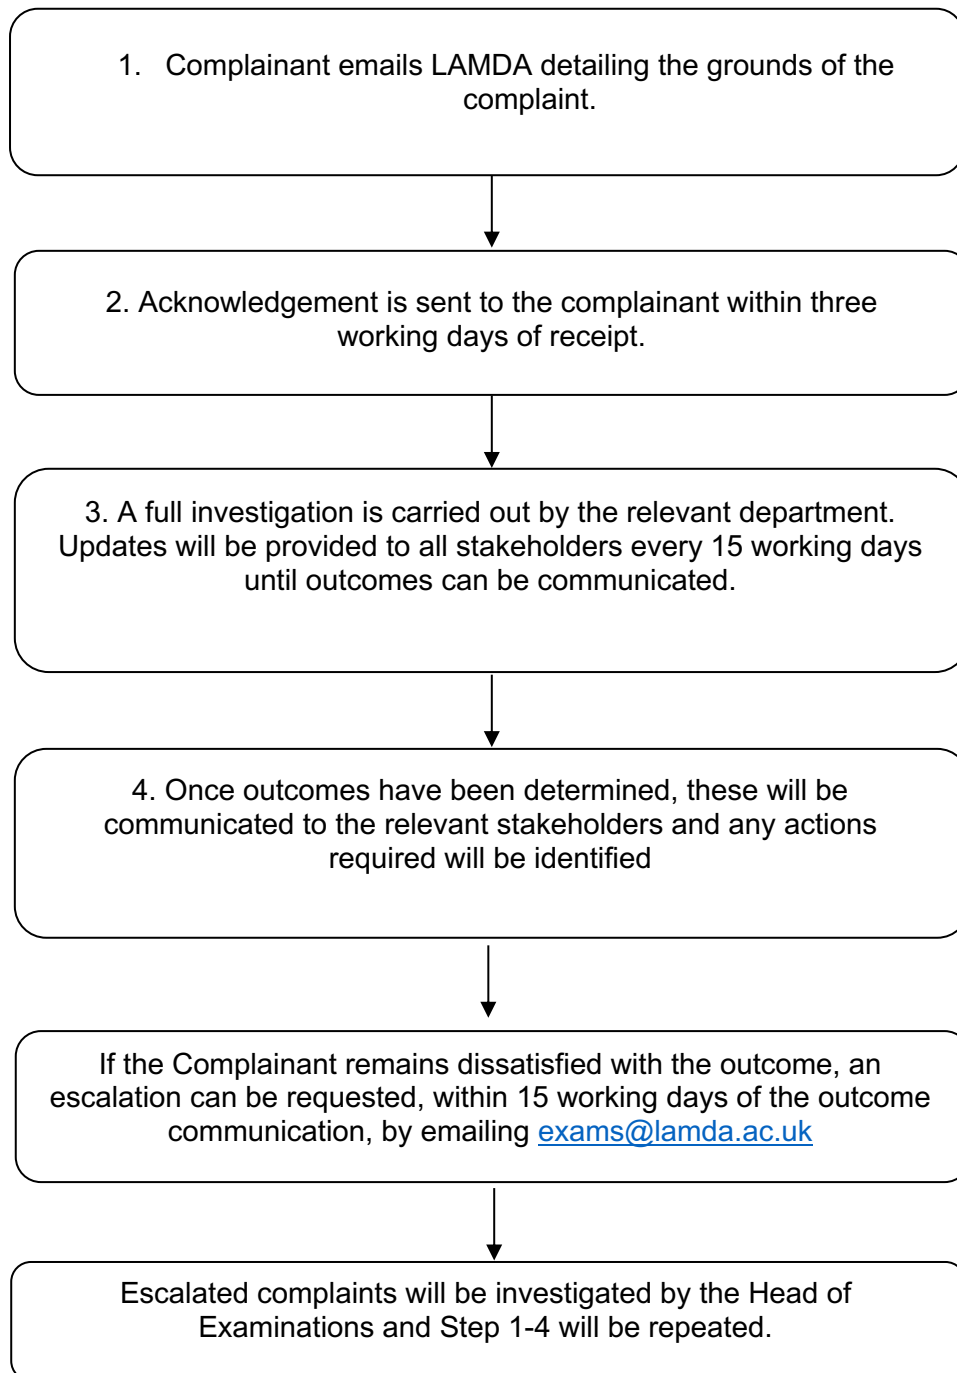 1. Complainant emails LAMDA detailing the grounds of the
complaint.
2. Acknowledgement is sent to the complainant within three
working days of receipt.
3. A full investigation is carried out by the relevant department.
Updates will be provided to all stakeholders every 15 working days
until outcomes can be communicated.
4. Once outcomes have been determined, these will be
communicated to the relevant stakeholders and any actions
required will be identified
If the Complainant remains dissatisfied with the outcome, an
escalation can be requested, within 15 working days of the outcome
communication, by emailing exams@lamda.ac.uk
Escalated complaints will be investigated by the Head of
Examinations and Step 1-4 will be repeated.